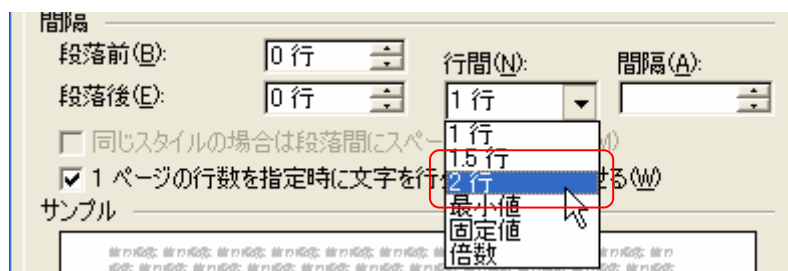 間隔
段落前(B): 0 行 行間(N): 間隔(A):
段落後(E): 0 行 1 行
同じスタイルの場合は段落間にスペー
1 行
1.5 行
1 ページの行数を指定時に文字を行 せる(W)
2 行
サンプル
最小値
固定値
倍数